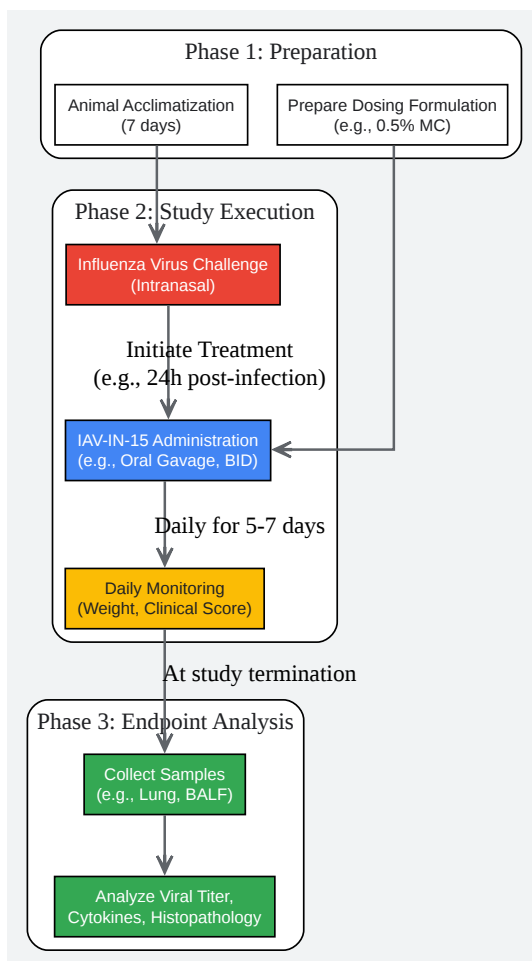 Phase 1: Preparation
Animal Acclimatization
(7 days)
Prepare Dosing Formulation
(e.g., 0.5% MC)
Phase 2: Study Execution
Influenza Virus Challenge
(Intranasal)
Initiate Treatment
(e.g., 24h post-infection)
IAV-IN-15 Administration
(e.g., Oral Gavage, BID)
Daily for 5-7 days
Daily Monitoring
(Weight, Clinical Score)
At study termination
Phase 3: Endpoint Analysis
Collect Samples
(e.g., Lung, BALF)
Analyze Viral Titer,
Cytokines, Histopathology